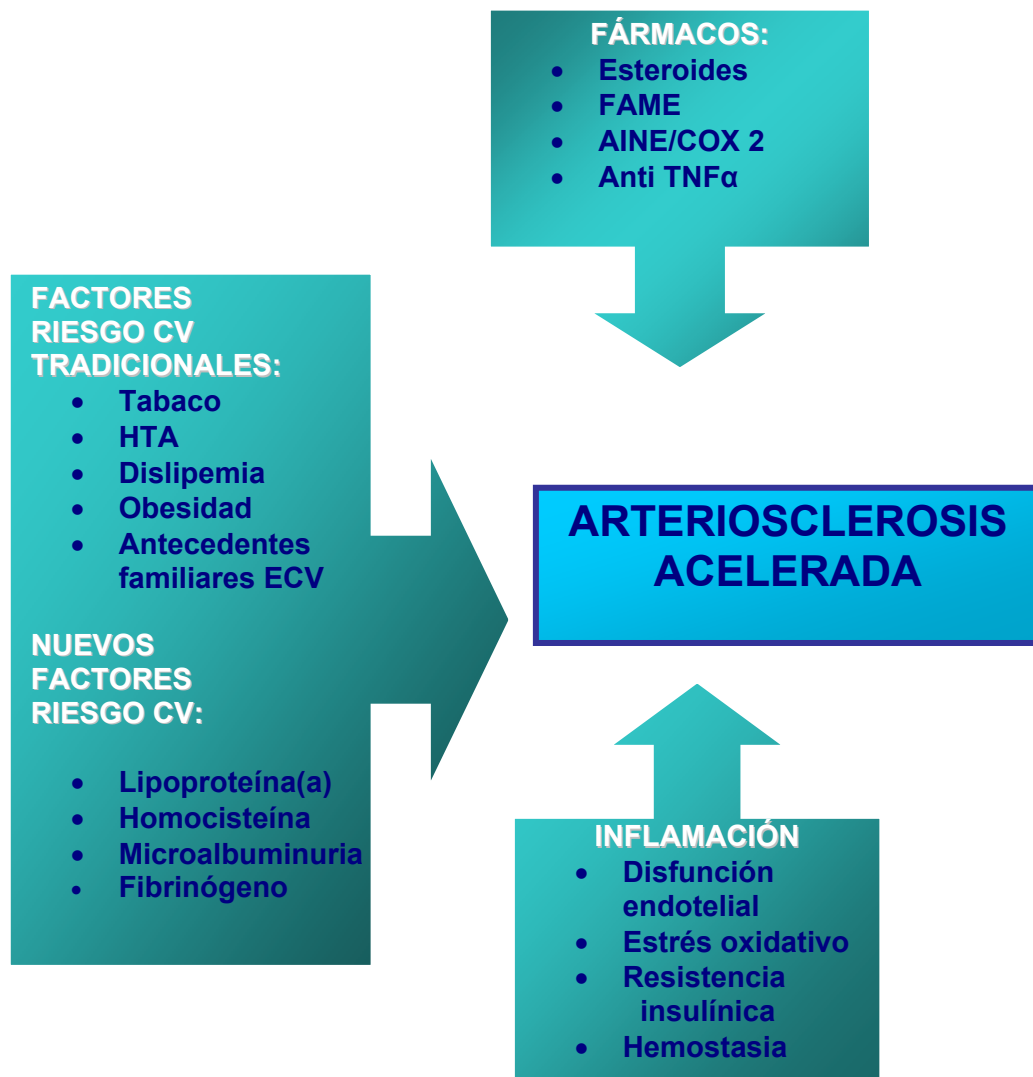 FÁRMACOS:
• Esteroides
• FAME
• AINE/COX 2
• Anti TNFα
FACTORES
RIESGO CV
TRADICIONALES:
• Tabaco
• HTA
• Dislipemia
• Obesidad
• Antecedentes
familiares ECV
NUEVOS
FACTORES
RIESGO CV:
• Lipoproteína(a)
• Homocisteína
• Microalbuminuria
• Fibrinógeno
ARTERIOSCLEROSIS
ACELERADA
INFLAMACIÓN
• Disfunción
endotelial
• Estrés oxidativo
• Resistencia
insulínica
• Hemostasia